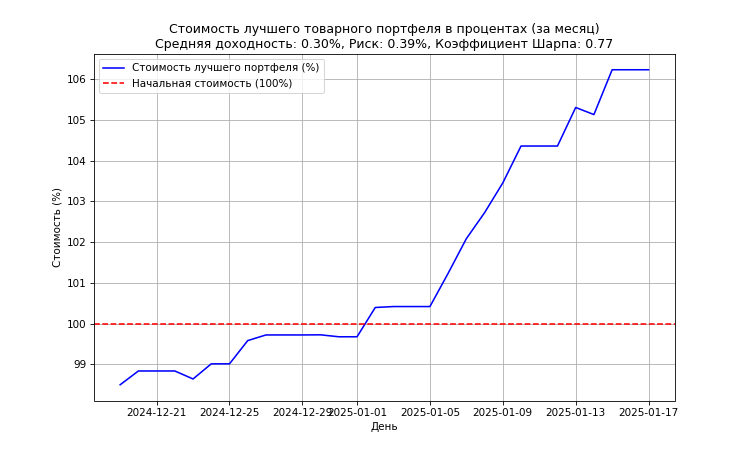 Стоимость лучшего товарного портфеля в процентах (за месяц)
Средняя доходность: 0.30%, Риск: 0.39%, Коэффициент Шарпа: 0.77
Стоимость лучшего портфеля (%)
Начальная стоимость (100%)
Стоимость (%)
106
105
104
103
102
101
100
99
2024-12-21
2024-12-25
2024-12-29
2025-01-01
2025-01-05
2025-01-09
2025-01-13
2025-01-17
День